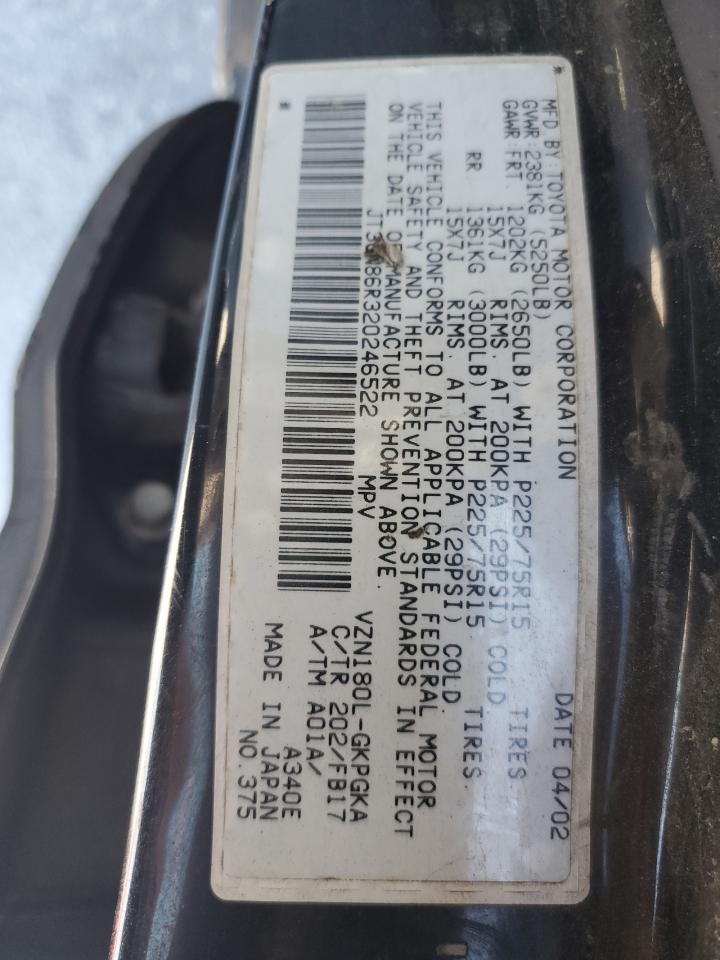 MFD BY: TOYOTA MOTOR CORPORATION DATE 04/02
GVWR: 2381KG (5250LB)
GAWR: FRT. 1202KG (2650LB) WITH P225/75R15 TIRES.
15X7J RIMS. AT 200KPA (29PSI) COLD
RR 1361KG (3000LB) WITH P225/75R15 TIRES.
15X7J RIMS. AT 200KPA (29PSI) COLD.
THIS VEHICLE CONFORMS TO ALL APPLICABLE FEDERAL MOTOR
VEHICLE SAFETY AND THEFT PREVENTION STANDARDS IN EFFECT
ON THE DATE OF MANUFACTURE SHOWN ABOVE.
JT3GN86R320246522 MPV
VZN180L-GKPGKA
C/TR 202/FB17
A/TM A01A/
A340E
MADE IN JAPAN
NO.375